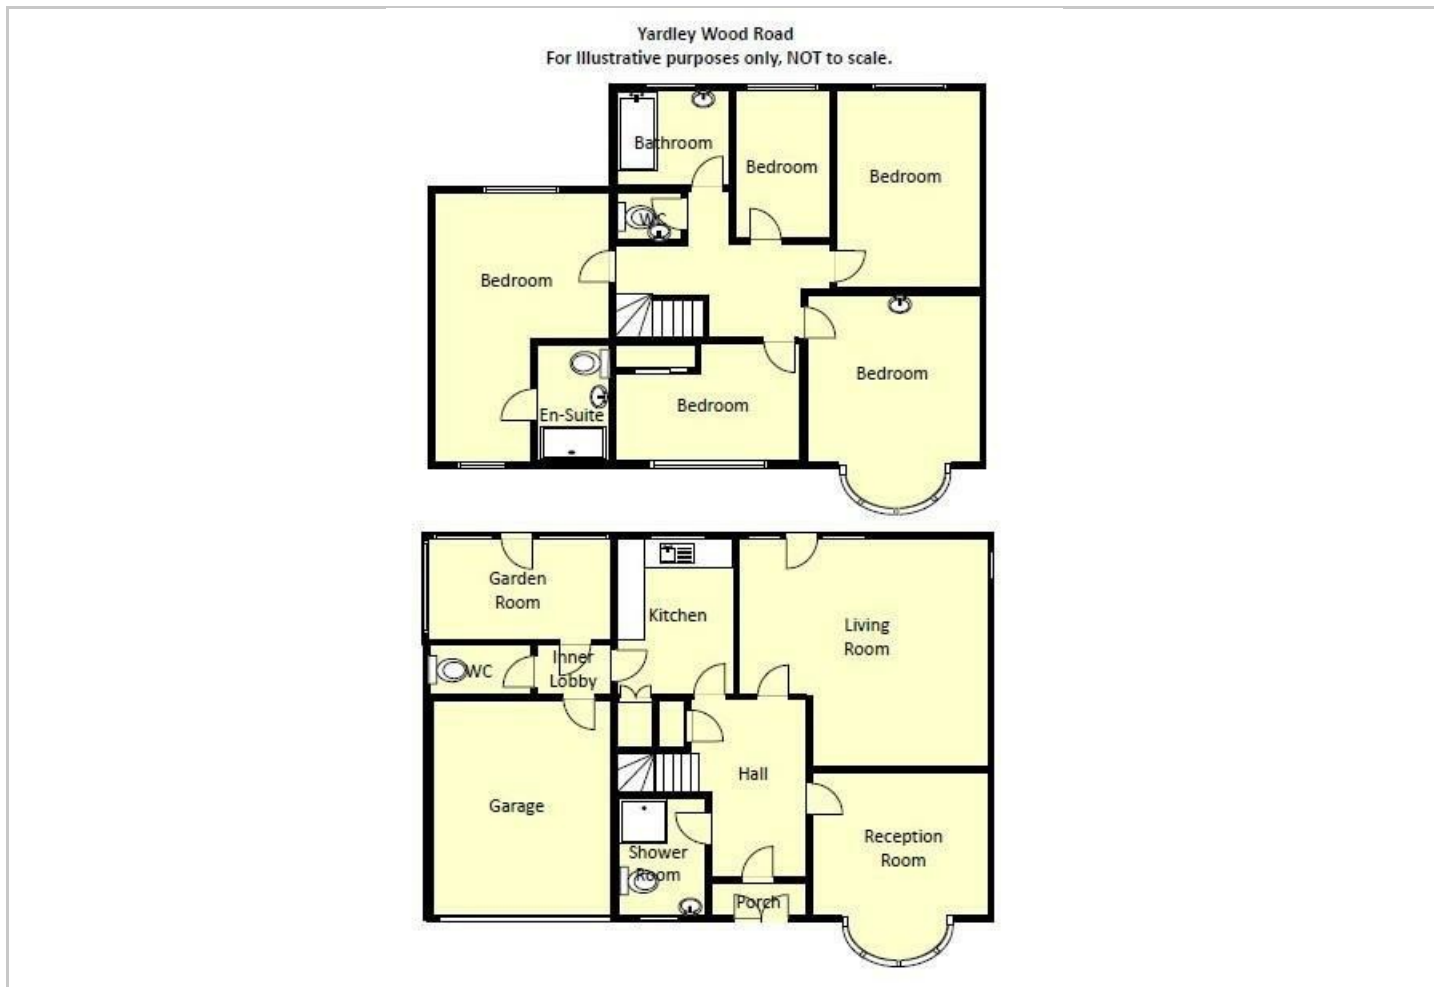 Yardley Wood Road
For Illustrative purposes only, NOT to scale.
Bathroom
Bedroom
Bedroom
WC
Bedroom
Bedroom
Bedroom
En-Suite
Garden
Room
Kitchen
Living
Room
WC
Inner
Lobby
Hall
Garage
Reception
Room
Shower
Room
Porch